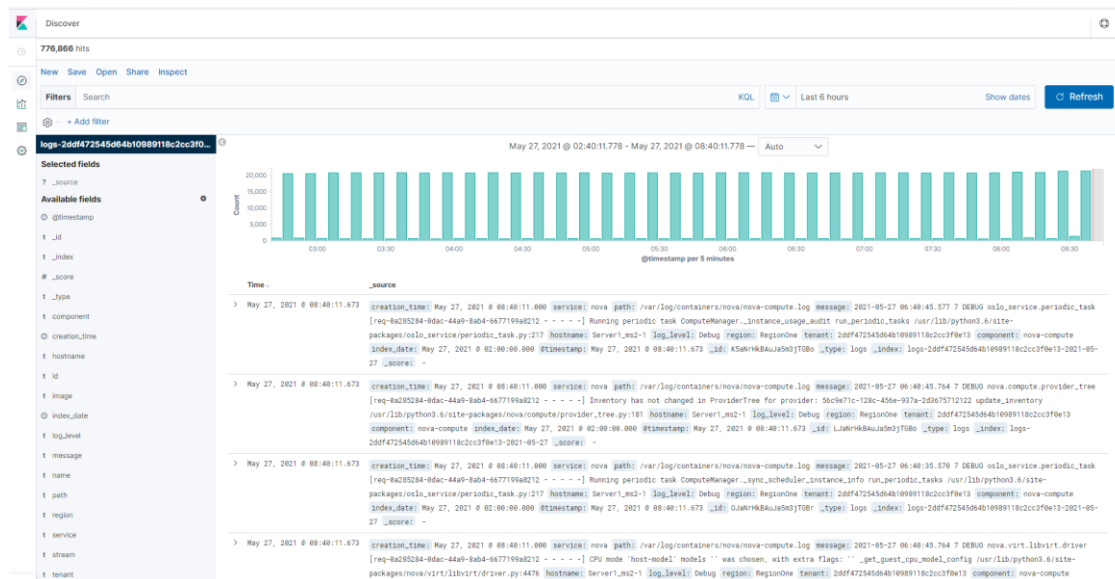 Discover
776,866 hits
New Save Open Share Inspect
Filters Search KQL Last 6 hours Show dates Refresh
+ Add filter
logs-2ddf472545d64b10989118c2cc3f0...
Selected fields
? _source
Available fields
@timestamp
t _id
t _index
# _score
t _type
t component
creation_time
t hostname
t id
t image
index_date
t log_level
t message
t name
t path
t region
t service
t stream
t tenant
May 27, 2021 @ 02:40:11.778 - May 27, 2021 @ 08:40:11.778 — Auto
Count
20,000
15,000
10,000
5,000
0
03:00 03:30 04:00 04:30 05:00 05:30 06:00 06:30 07:00 07:30 08:00 08:30
@timestamp per 5 minutes
Time _source
May 27, 2021 @ 08:40:11.673 creation_time: May 27, 2021 @ 08:40:11.000 service: nova path: /var/log/containers/nova/nova-compute.log message: 2021-05-27 06:40:45.577 7 DEBUG oslo_service.periodic_task
[req-0a285284-0dac-44a9-8ab4-6677199a8212 - - - - -] Running periodic task ComputeManager._instance_usage_audit run_periodic_tasks /usr/lib/python3.6/site-
packages/oslo_service/periodic_task.py:217 hostname: Server1_ms2-1 log_level: Debug region: RegionOne tenant: 2ddf472545d64b10989118c2cc3f0e13 component: nova-compute
index_date: May 27, 2021 @ 02:00:00.000 @timestamp: May 27, 2021 @ 08:40:11.673 _id: K5aNrHkBAuJa5m3jTGBo _type: logs _index: logs-2ddf472545d64b10989118c2cc3f0e13-2021-05-
27 _score: -
May 27, 2021 @ 08:40:11.673 creation_time: May 27, 2021 @ 08:40:11.000 service: nova path: /var/log/containers/nova/nova-compute.log message: 2021-05-27 06:40:45.764 7 DEBUG nova.compute.provider_tree
[req-0a285284-0dac-44a9-8ab4-6677199a8212 - - - - -] Inventory has not changed in ProviderTree for provider: 56c9e71c-128c-456e-937a-2d3675712122 update_inventory
/usr/lib/python3.6/site-packages/nova/compute/provider_tree.py:181 hostname: Server1_ms2-1 log_level: Debug region: RegionOne tenant: 2ddf472545d64b10989118c2cc3f0e13
component: nova-compute index_date: May 27, 2021 @ 02:00:00.000 @timestamp: May 27, 2021 @ 08:40:11.673 _id: LJaNrHkBAuJa5m3jTGBo _type: logs _index: logs-
2ddf472545d64b10989118c2cc3f0e13-2021-05-27 _score: -
May 27, 2021 @ 08:40:11.673 creation_time: May 27, 2021 @ 08:40:11.000 service: nova path: /var/log/containers/nova/nova-compute.log message: 2021-05-27 06:40:35.570 7 DEBUG oslo_service.periodic_task
[req-0a285284-0dac-44a9-8ab4-6677199a8212 - - - - -] Running periodic task ComputeManager._sync_scheduler_instance_info run_periodic_tasks /usr/lib/python3.6/site-
packages/oslo_service/periodic_task.py:217 hostname: Server1_ms2-1 log_level: Debug region: RegionOne tenant: 2ddf472545d64b10989118c2cc3f0e13 component: nova-compute
index_date: May 27, 2021 @ 02:00:00.000 @timestamp: May 27, 2021 @ 08:40:11.673 _id: GJaNrHkBAuJa5m3jTGBr _type: logs _index: logs-2ddf472545d64b10989118c2cc3f0e13-2021-05-
27 _score: -
May 27, 2021 @ 08:40:11.673 creation_time: May 27, 2021 @ 08:40:11.000 service: nova path: /var/log/containers/nova/nova-compute.log message: 2021-05-27 06:40:45.764 7 DEBUG nova.virt.libvirt.driver
[req-0a285284-0dac-44a9-8ab4-6677199a8212 - - - - -] CPU mode 'host-model' models '' was chosen, with extra flags: '' _get_guest_cpu_model_config /usr/lib/python3.6/site-
packages/nova/virt/libvirt/driver.py:4476 hostname: Server1_ms2-1 log_level: Debug region: RegionOne tenant: 2ddf472545d64b10989118c2cc3f0e13 component: nova-compute